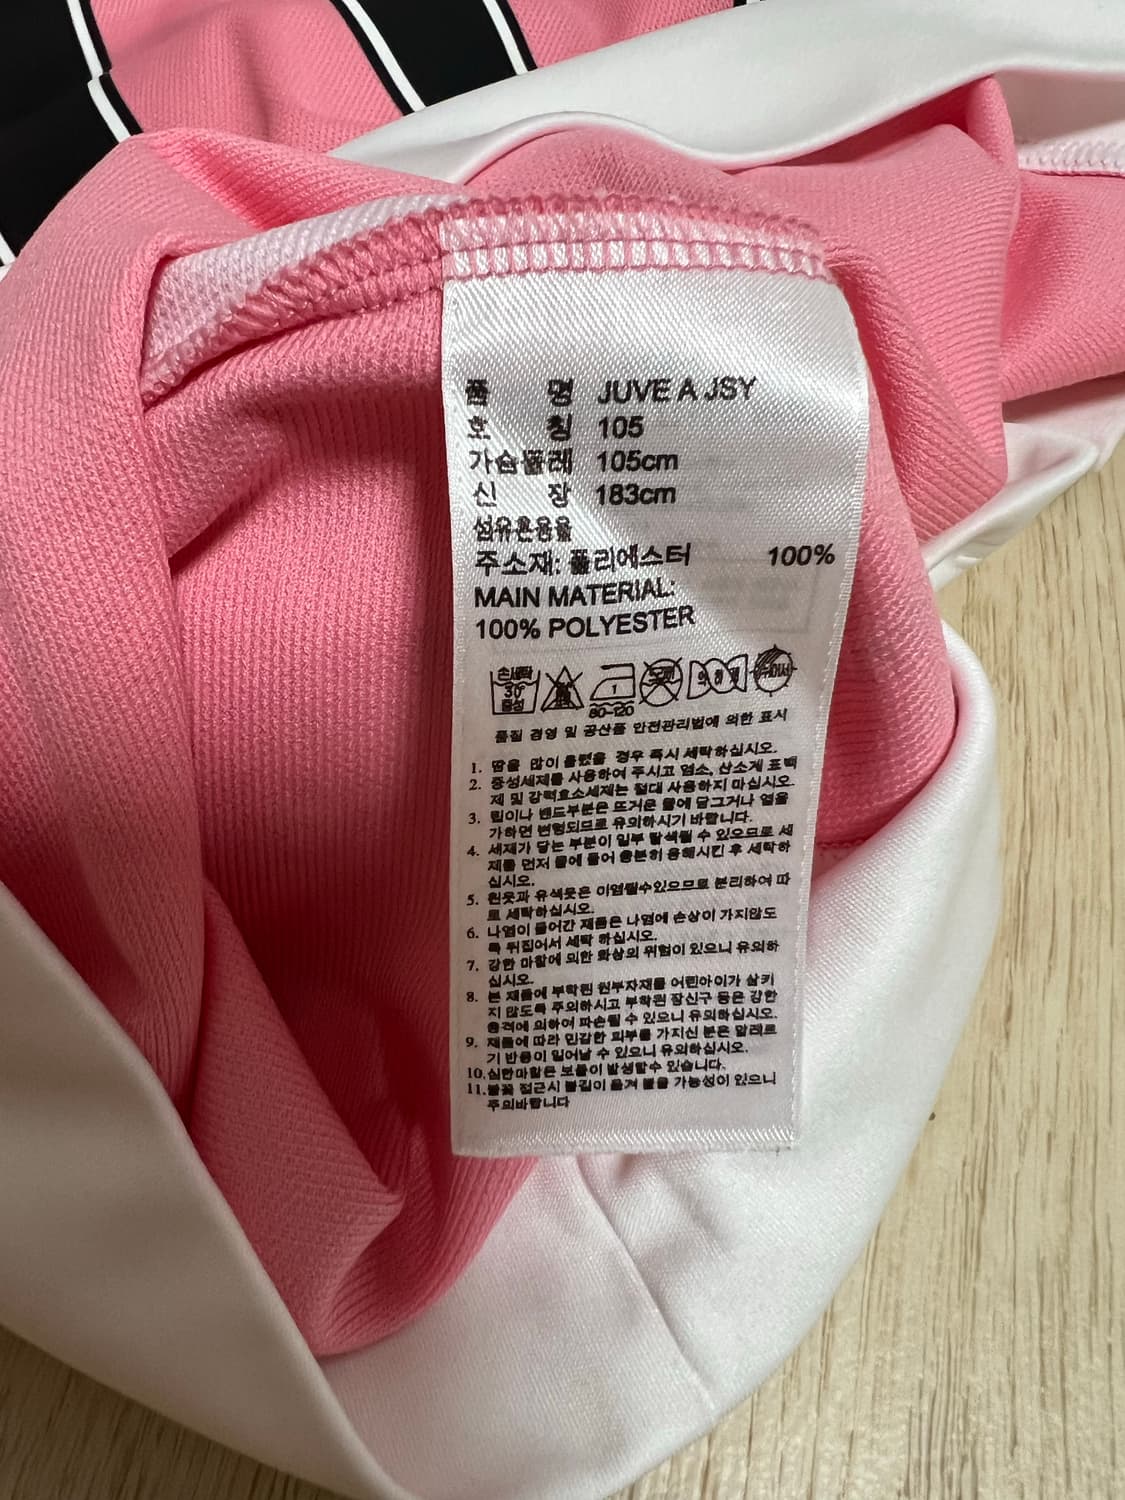 품 명 JUVE A JSY
호 칭 105
가슴둘레 105cm
신 장 183cm
섬유혼용율
주소재: 폴리에스터 100%
MAIN MATERIAL:
100% POLYESTER
손세탁 30° 중성 1 80-120
품질 경영 및 공산품 안전관리법에 의한 표시
1. 땀을 많이 흘렸을 경우 즉시 세탁하십시오.
2. 중성세제를 사용하여 주시고 염소, 산소계 표백
제 및 강력효소세제는 절대 사용하지 마십시오.
3. 립이나 밴드부분은 뜨거운 물에 담그거나 열을
가하면 변형되므로 유의하시기 바랍니다.
4. 세제가 닿는 부분이 일부 탈색될 수 있으므로 세
제를 먼저 물에 풀어 충분히 용해시킨 후 세탁하
십시오.
5. 흰옷과 유색옷은 이염될수있으므로 분리하여 따
로 세탁하십시오.
6. 나염이 들어간 제품은 나염에 손상이 가지않도
록 뒤집어서 세탁 하십시오.
7. 강한 마찰에 의한 화상의 위험이 있으니 유의하
십시오.
8. 본 제품에 부착된 원부자재를 어린아이가 삼키
지 않도록 주의하시고 부착된 장신구 등은 강한
충격에 의하여 파손될 수 있으니 유의하십시오.
9. 제품에 따라 민감한 피부를 가지신 분은 알레르
기 반응이 일어날 수 있으니 유의하십시오.
10.심한마찰은 보풀이 발생할수 있습니다.
11.불꽃 접근시 불길이 옮겨 붙을 가능성이 있으니
주의바랍니다